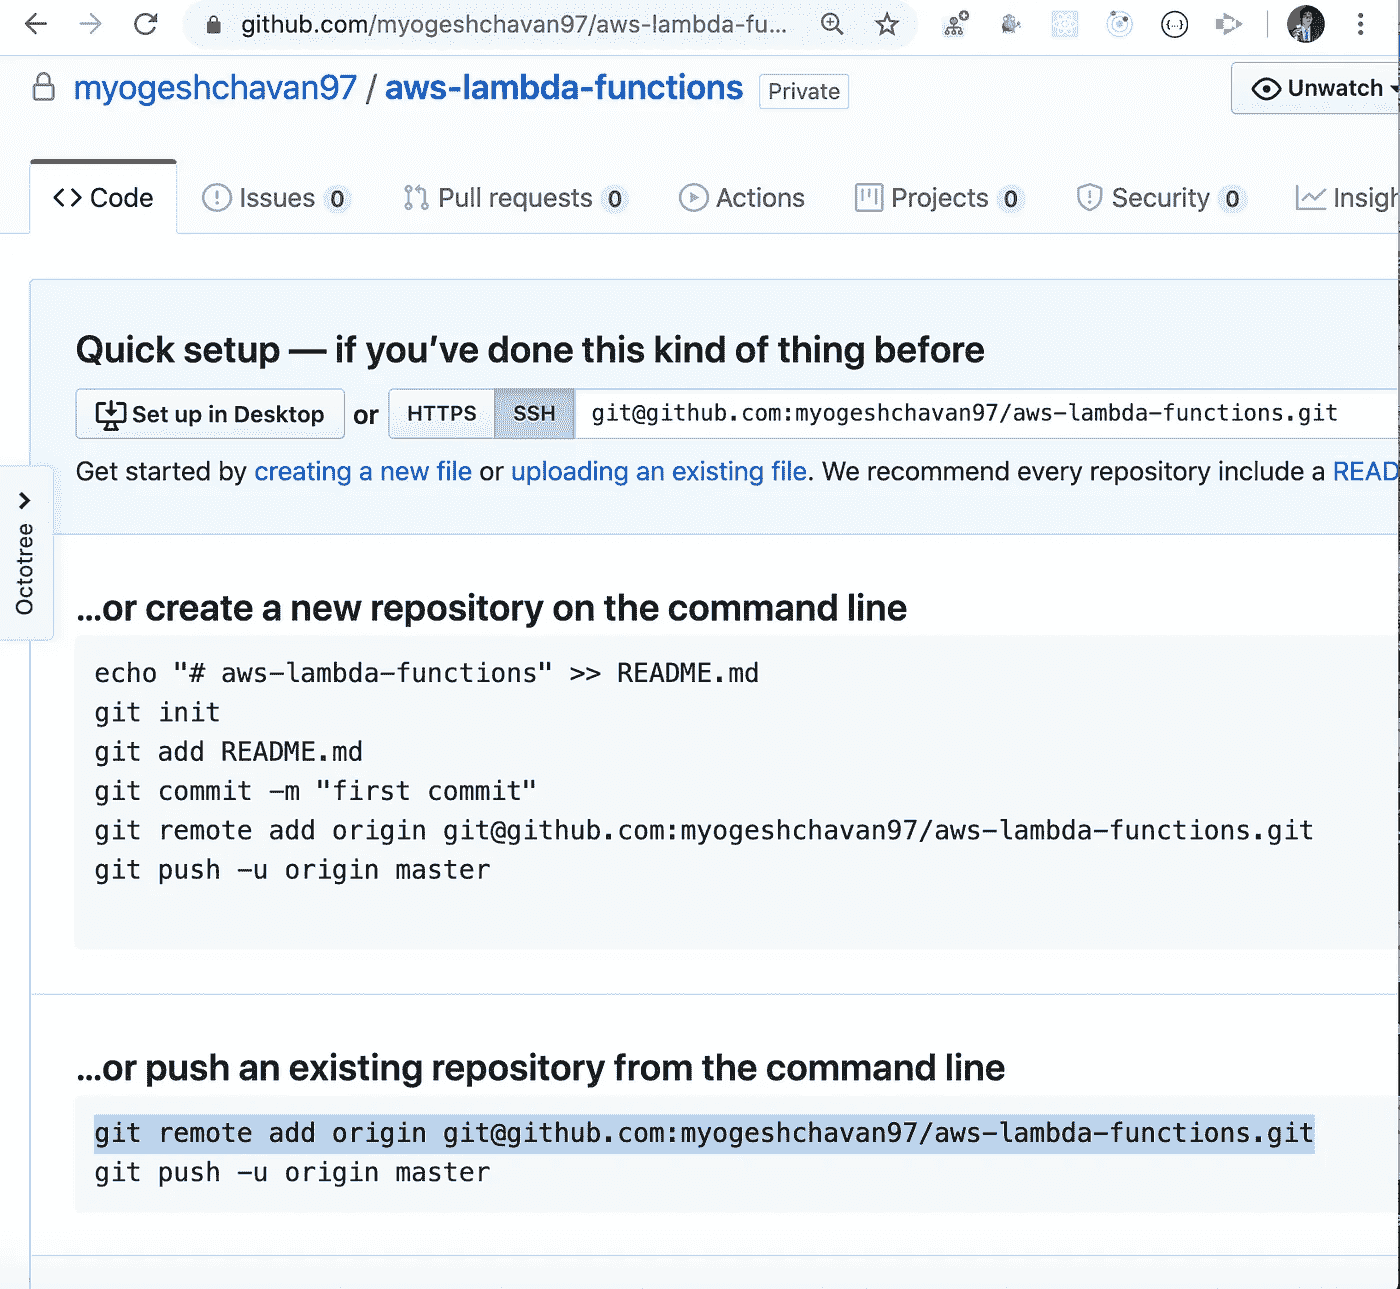 github.com/myogeshchavan97/aws-lambda-fu...
myogeshchavan97 / aws-lambda-functions Private
Unwatch
<> Code Issues 0 Pull requests 0 Actions Projects 0 Security 0 Insigh
Quick setup — if you’ve done this kind of thing before
Set up in Desktop or HTTPS SSH git@github.com:myogeshchavan97/aws-lambda-functions.git
Get started by creating a new file or uploading an existing file. We recommend every repository include a READ
Octotree
...or create a new repository on the command line
echo "# aws-lambda-functions" >> README.md
git init
git add README.md
git commit -m "first commit"
git remote add origin git@github.com:myogeshchavan97/aws-lambda-functions.git
git push -u origin master
...or push an existing repository from the command line
git remote add origin git@github.com:myogeshchavan97/aws-lambda-functions.git
git push -u origin master